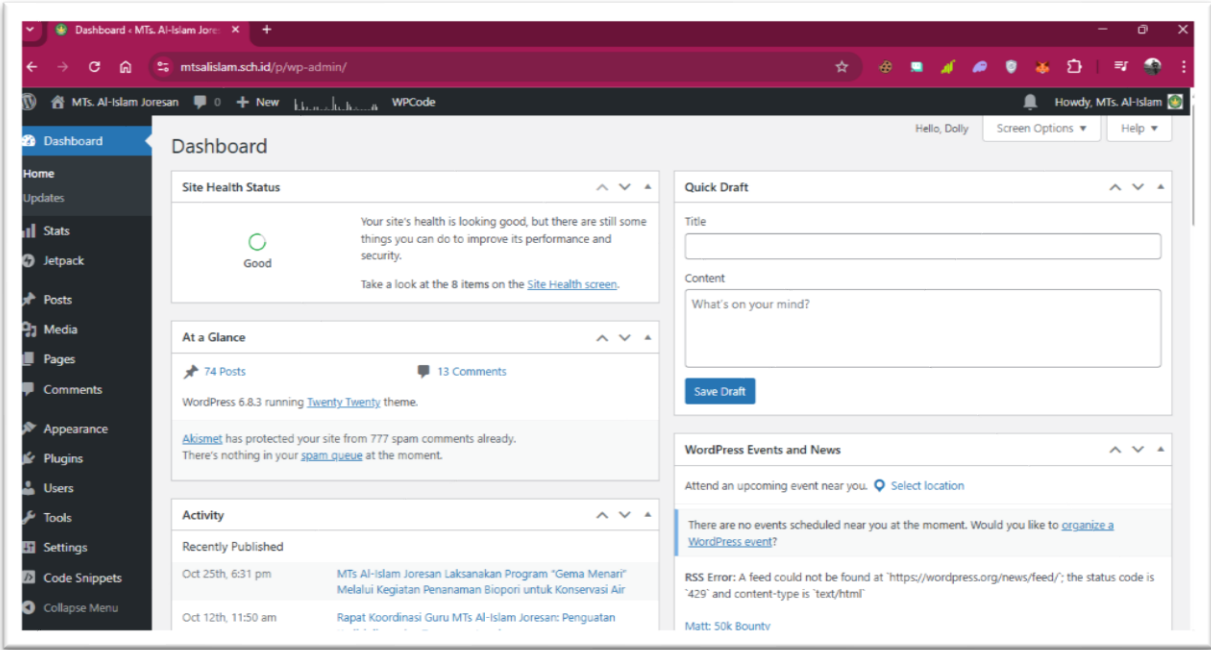 Dashboard ‹ MTs. Al-Islam Jore
mtsalislam.sch.id/p/wp-admin/
MTs. Al-Islam Joresan 0 New WPCode Howdy, MTs. Al-Islam
Hello, Dolly Screen Options Help
Dashboard
Home
Updates
Stats
Jetpack
Posts
Media
Pages
Comments
Appearance
Plugins
Users
Tools
Settings
Code Snippets
Collapse Menu
Dashboard
Site Health Status
Good
Your site's health is looking good, but there are still some
things you can do to improve its performance and
security.
Take a look at the 8 items on the Site Health screen.
At a Glance
74 Posts 13 Comments
WordPress 6.8.3 running Twenty Twenty theme.
Akismet has protected your site from 777 spam comments already.
There's nothing in your spam queue at the moment.
Activity
Recently Published
Oct 25th, 6:31 pm MTs Al-Islam Joresan Laksanakan Program “Gema Menari”
Melalui Kegiatan Penanaman Biopori untuk Konservasi Air
Oct 12th, 11:50 am Rapat Koordinasi Guru MTs Al-Islam Joresan: Penguatan
Quick Draft
Title
Content
What's on your mind?
Save Draft
WordPress Events and News
Attend an upcoming event near you. Select location
There are no events scheduled near you at the moment. Would you like to organize a
WordPress event?
RSS Error: A feed could not be found at `https://wordpress.org/news/feed/`; the status code is
`429` and content-type is `text/html`
Matt: 50k Bounty